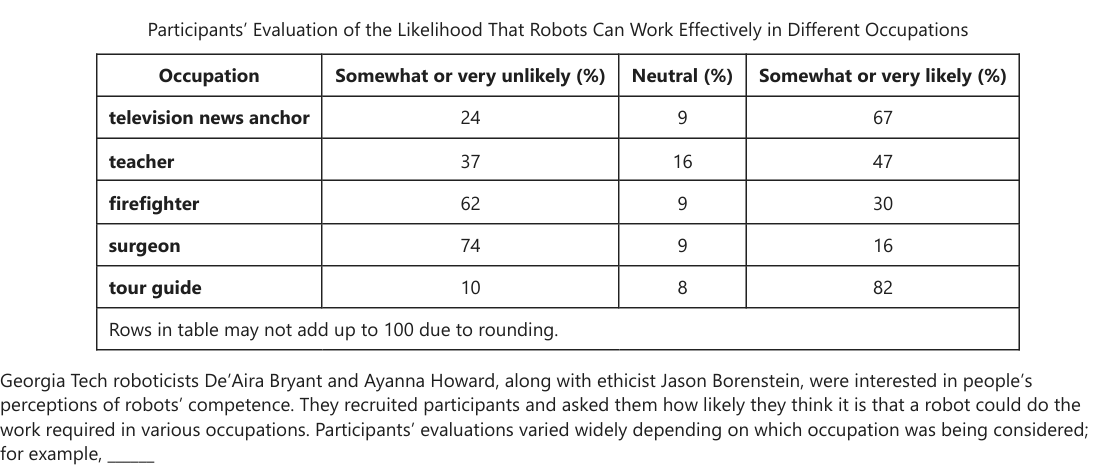 Participants’ Evaluation of the Likelihood That Robots Can Work Effectively in Different Occupations
Occupation Somewhat or very unlikely (%) Neutral (%) Somewhat or very likely (%)
television news anchor 24 9 67
teacher 37 16 47
firefighter 62 9 30
surgeon 74 9 16
tour guide 10 8 82
Rows in table may not add up to 100 due to rounding.
Georgia Tech roboticists De’Aira Bryant and Ayanna Howard, along with ethicist Jason Borenstein, were interested in people’s
perceptions of robots’ competence. They recruited participants and asked them how likely they think it is that a robot could do the
work required in various occupations. Participants’ evaluations varied widely depending on which occupation was being considered;
for example, _____